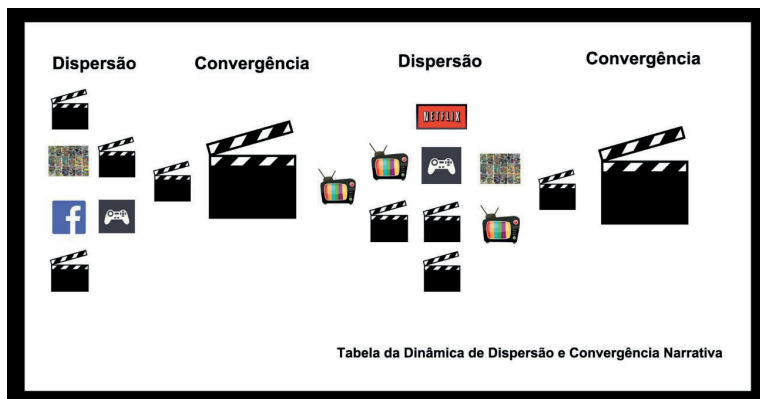 Dispersão
Convergência
Dispersão
Convergência
NETFLIX
f
Tabela da Dinâmica de Dispersão e Convergência Narrativa